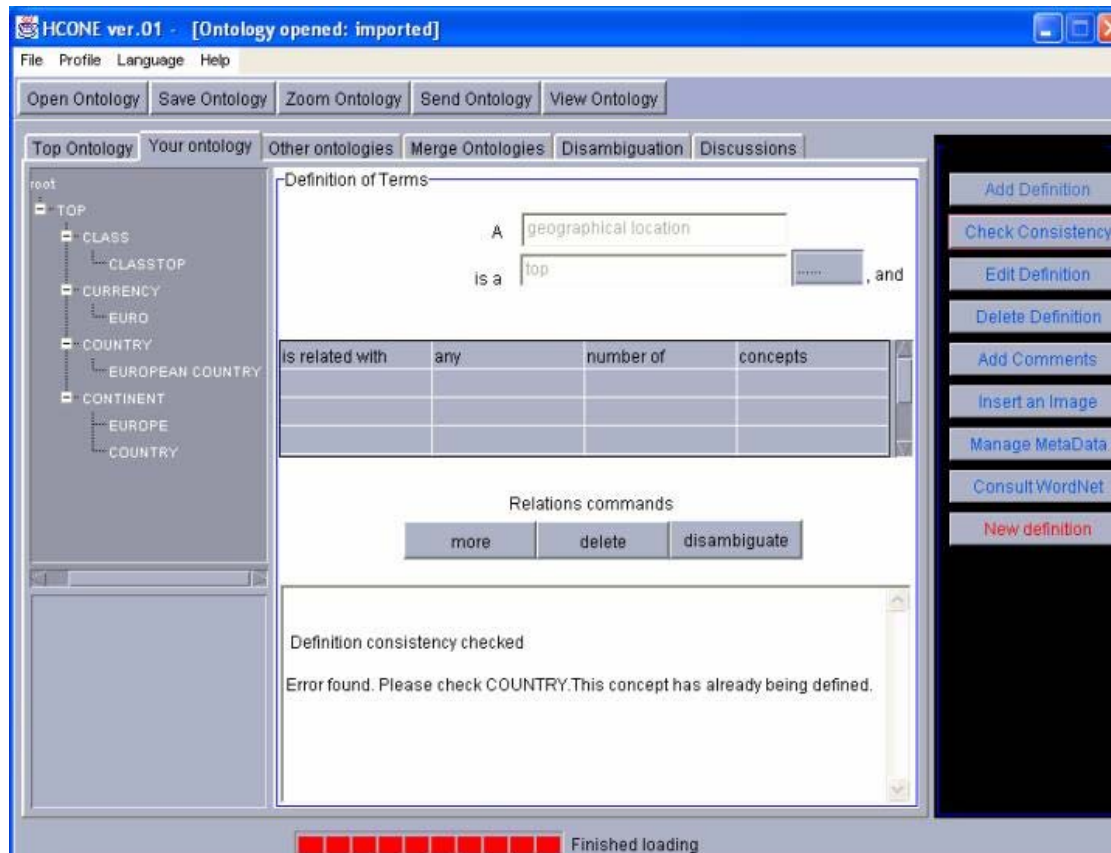 HCONE ver.01 - [Ontology opened: imported]
File Profile Language Help
Open Ontology Save Ontology Zoom Ontology Send Ontology View Ontology
Top Ontology Your ontology Other ontologies Merge Ontologies Disambiguation Discussions
root
TOP
CLASS
CLASSTOP
CURRENCY
EURO
COUNTRY
EUROPEAN COUNTRY
CONTINENT
EUROPE
COUNTRY
Definition of Terms
A geographical location
is a top ...... , and
is related with any number of concepts
Relations commands
more delete disambiguate
Definition consistency checked
Error found. Please check COUNTRY.This concept has already being defined.
Add Definition
Check Consistency
Edit Definition
Delete Definition
Add Comments
Insert an Image
Manage MetaData
Consult WordNet
New definition
Finished loading